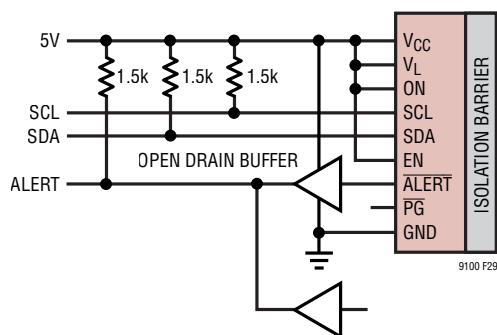 5V
1.5k 1.5k 1.5k
SCL
SDA
ALERT
OPEN DRAIN BUFFER
VCC
VL
ON
SCL
SDA
EN
ALERT
PG
GND
ISOLATION BARRIER
9100 F29